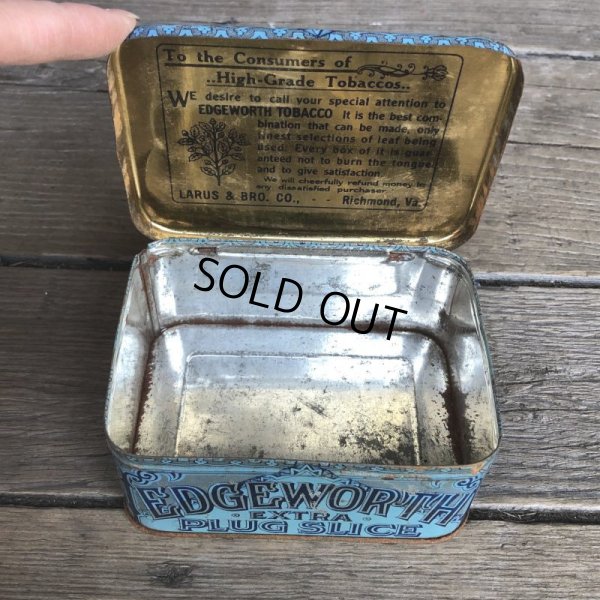 To the Consumers of
..High-Grade Tobaccos..
WE desire to call your special attention to
EDGEWORTH TOBACCO It is the best com-
bination that can be made, only
finest selections of leaf being
used. Every box of it is guar-
anteed not to burn the tongue
and to give satisfaction.
We will cheerfully refund money to
any dissatisfied purchaser.
LARUS & BRO. CO., - - Richmond, Va.
SOLD OUT
EDGEWORTH
EXTRA
PLUG SLICE